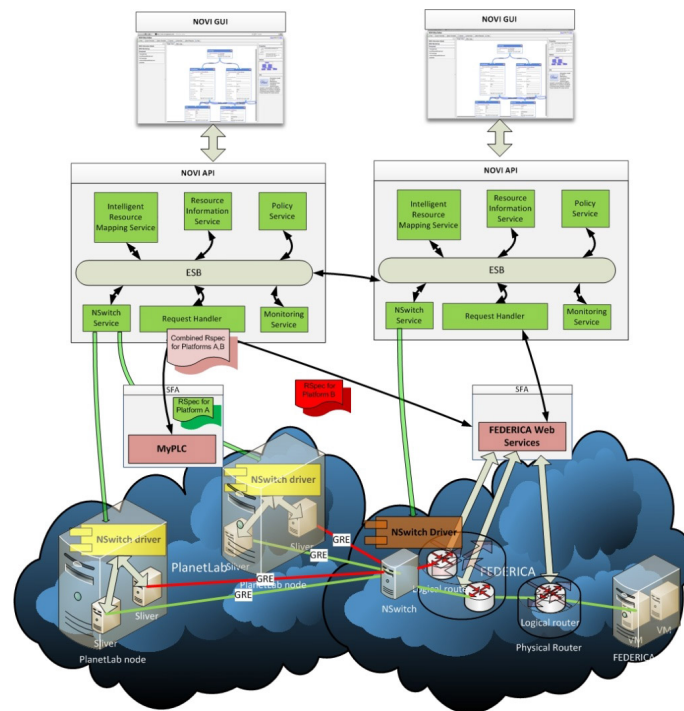 NOVI GUI
NOVI GUI
NOVI API
NOVI API
Intelligent
Resource
Mapping Service
Resource
Information
Service
Policy
Service
Intelligent
Resource
Mapping Service
Resource
Information
Service
Policy
Service
ESB
ESB
NSwitch
Service
Request Handler
Monitoring
Service
NSwitch
Service
Request Handler
Monitoring
Service
Combined Rspec
for Platforms A,B
SFA
RSpec for
Platform A
RSpec for
Platform B
SFA
MyPLC
FEDERICA Web
Services
NSwitch driver
NSwitch driver
NSwitch Driver
GRE
GRE
GRE
GRE
Sliver
Sliver
PlanetLab
PlanetLab node
Sliver
Sliver
PlanetLab node
NSwitch
Logical router
FEDERICA
Logical router
Physical Router
VM
VM
FEDERICA